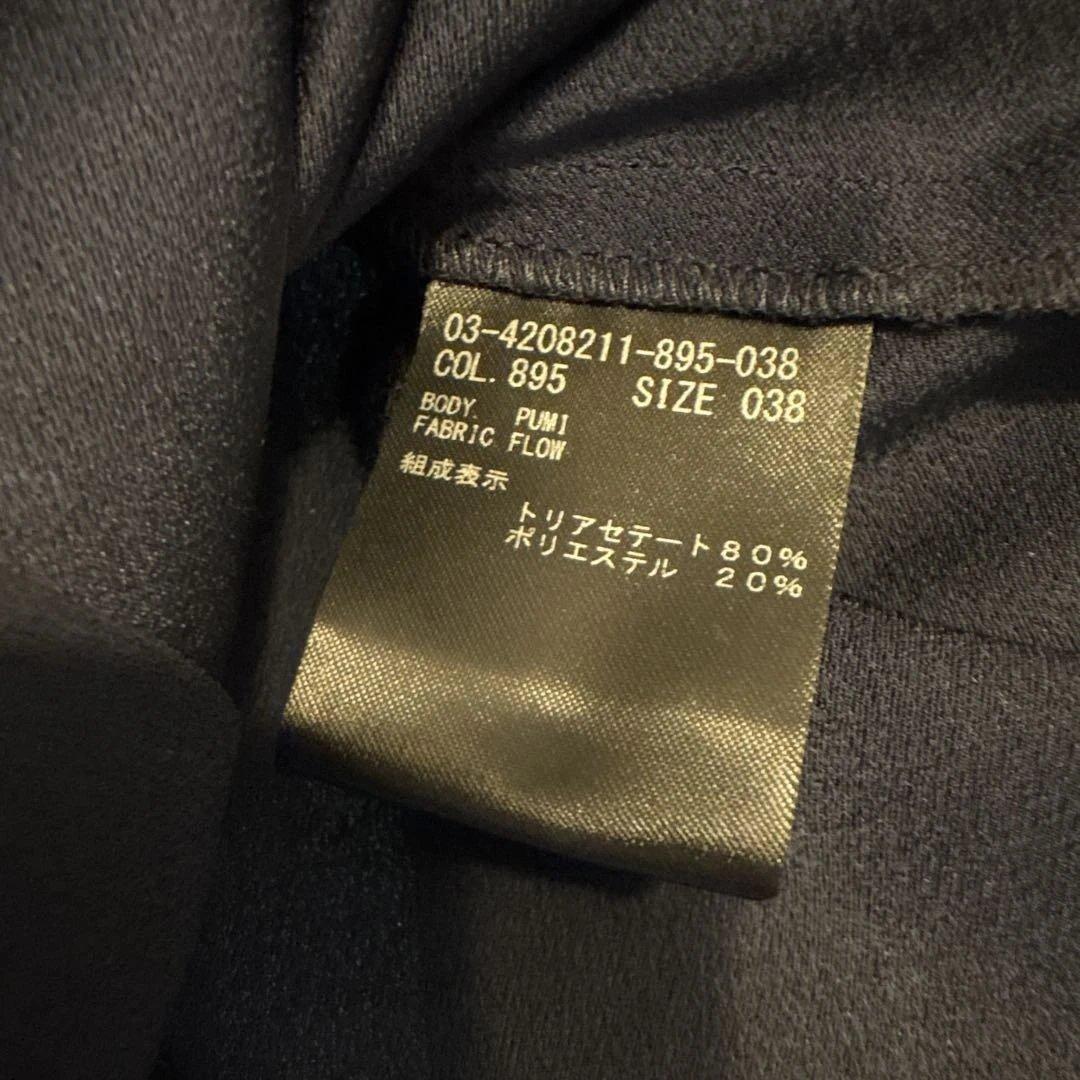 03-4208211-895-038
COL. 895 SIZE 038
BODY. PUMI
FABRIC FLOW
組成表示
トリアセテート80%
ポリエステル 20%